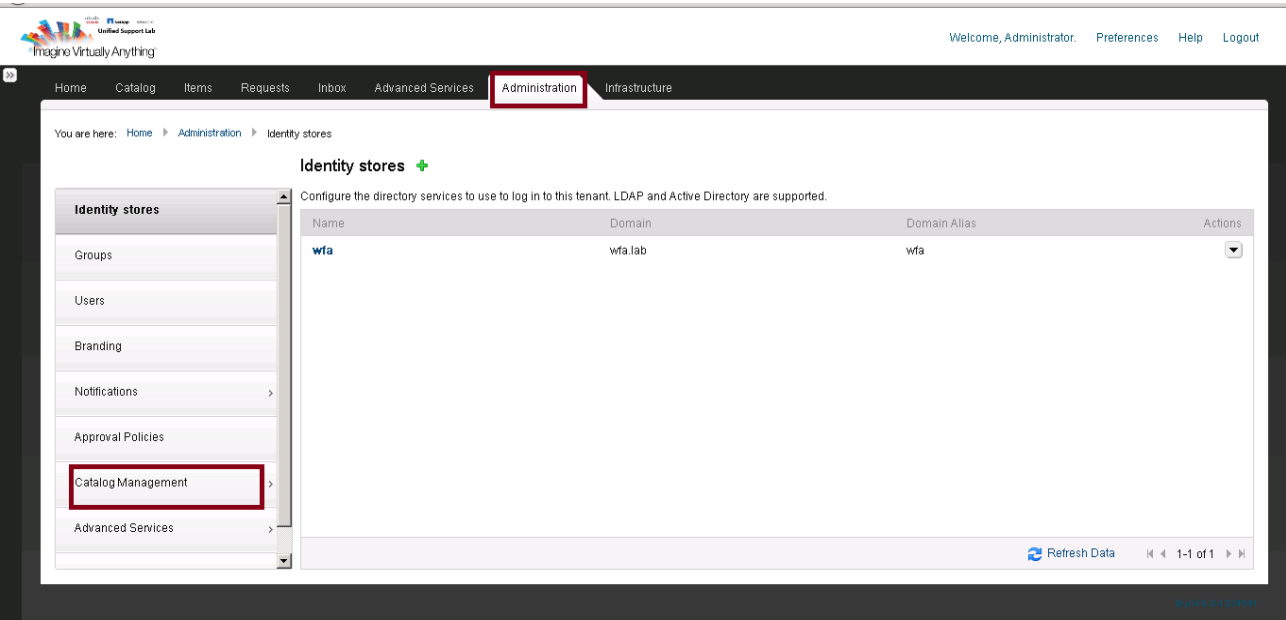 Unified Support Lab
Imagine Virtually Anything
Welcome, Administrator. Preferences Help Logout
Home Catalog Items Requests Inbox Advanced Services Administration Infrastructure
You are here: Home Administration Identity stores
Identity stores
Configure the directory services to use to log in to this tenant. LDAP and Active Directory are supported.
Identity stores
Groups
Users
Branding
Notifications
Approval Policies
Catalog Management
Advanced Services
Name Domain Domain Alias Actions
wfa wfa.lab wfa
Refresh Data 1-1 of 1